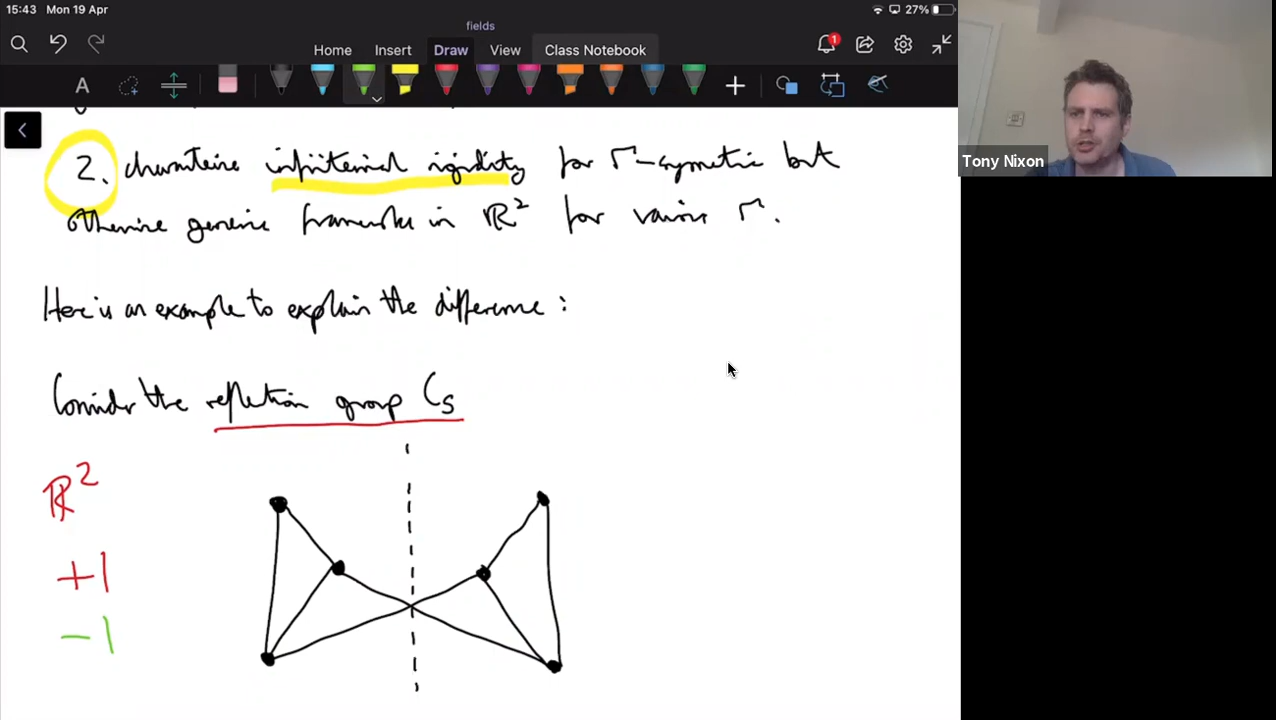 15:43 Mon 19 Apr
27%
fields
Home Insert Draw View Class Notebook
1
A
Tony Nixon
2. characterise infinitesimal rigidity for Γ-symmetric but
otherwise generic frameworks in ℝ² for various Γ.
Here is an example to explain the difference :
Consider the reflection group Cs
ℝ²
+1
-1